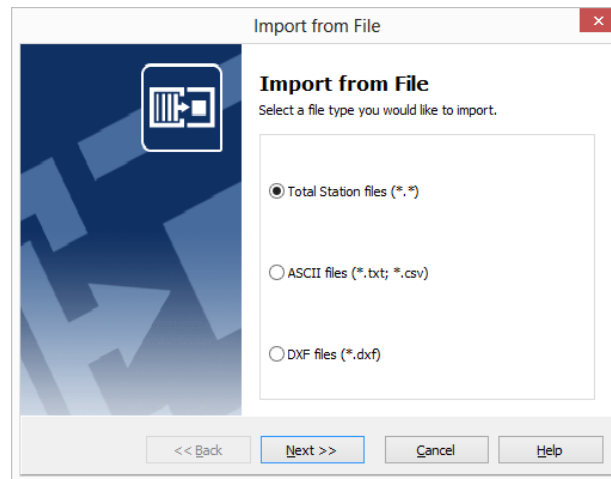 Import from File
Import from File
Select a file type you would like to import.
Total Station files (*.*)
ASCII files (*.txt; *.csv)
DXF files (*.dxf)
<< Back Next >> Cancel Help